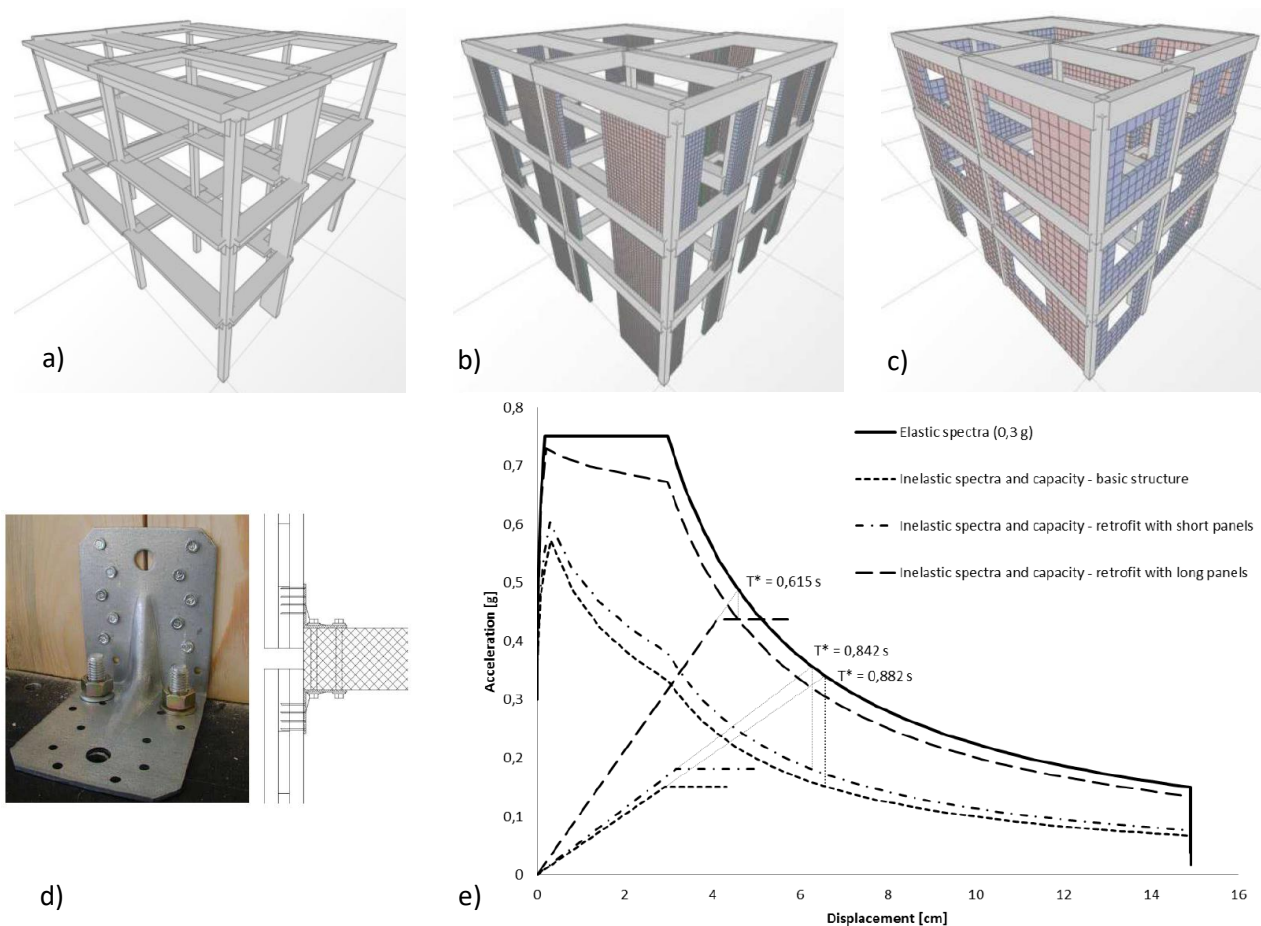 a)
b)
c)
d)
e)
Acceleration [g]
0,8
0,7
0,6
0,5
0,4
0,3
0,2
0,1
0
Elastic spectra (0,3 g)
Inelastic spectra and capacity - basic structure
Inelastic spectra and capacity - retrofit with short panels
Inelastic spectra and capacity - retrofit with long panels
T* = 0,615 s
T* = 0,842 s
T* = 0,882 s
0 2 4 6 8 10 12 14 16
Displacement [cm]